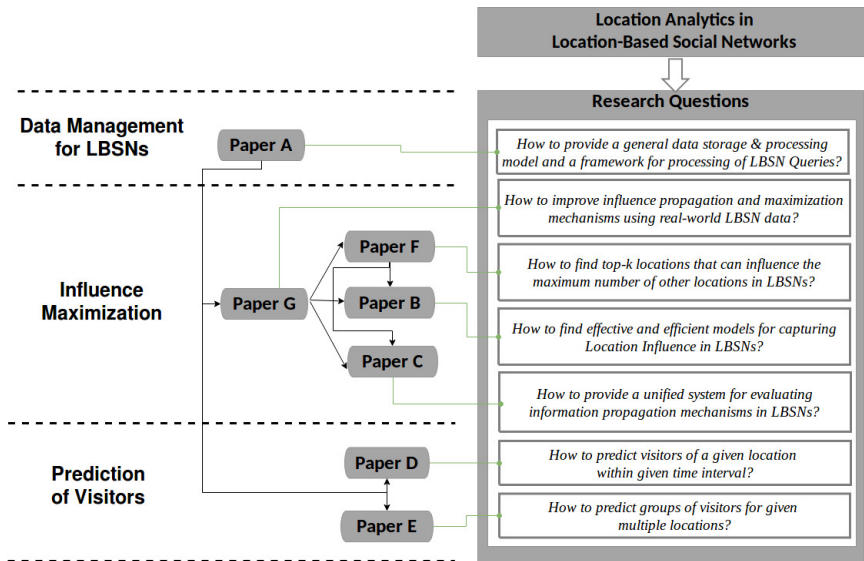 Location Analytics in
Location-Based Social Networks
Research Questions
Data Management
for LBSNs
Paper A
How to provide a general data storage & processing
model and a framework for processing of LBSN Queries?
How to improve influence propagation and maximization
mechanisms using real-world LBSN data?
Influence
Maximization
Paper G
Paper F
Paper B
Paper C
How to find top-k locations that can influence the
maximum number of other locations in LBSNs?
How to find effective and efficient models for capturing
Location Influence in LBSNs?
How to provide a unified system for evaluating
information propagation mechanisms in LBSNs?
Prediction
of Visitors
Paper D
Paper E
How to predict visitors of a given location
within given time interval?
How to predict groups of visitors for given
multiple locations?